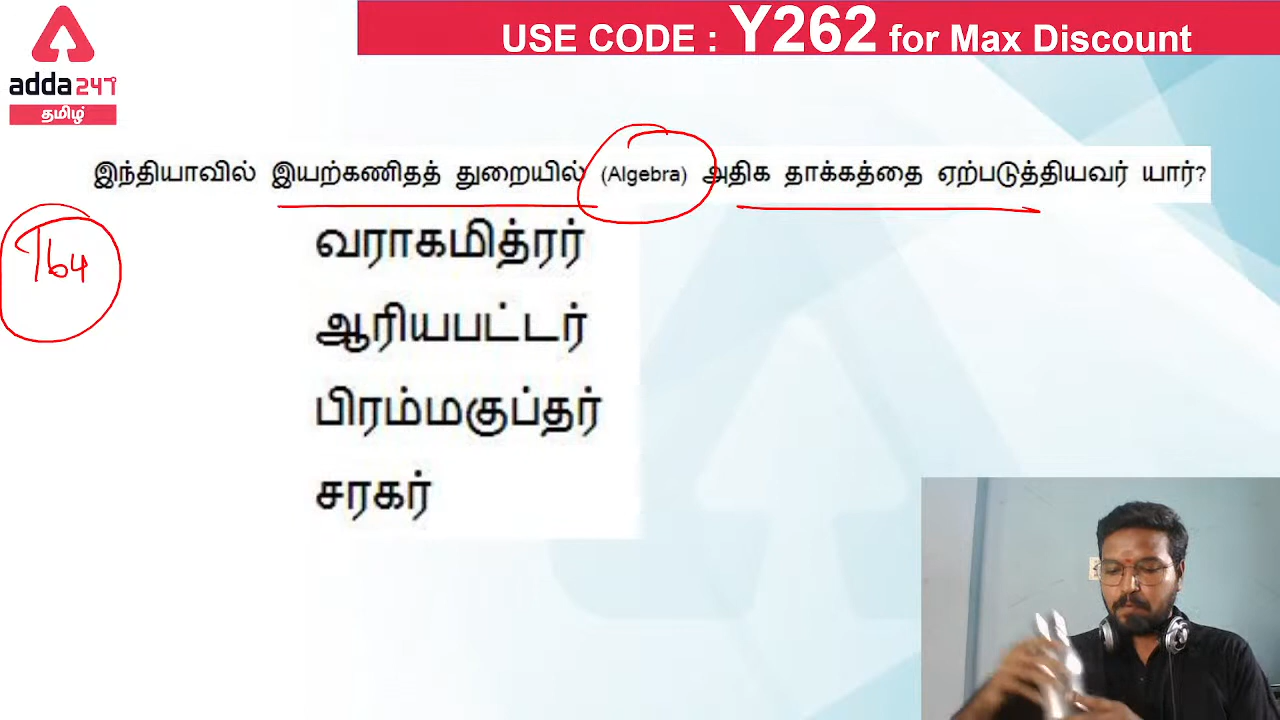 USE CODE : Y262 for Max Discount
adda247
தமிழ்
இந்தியாவில் இயற்கணிதத் துறையில் (Algebra) அதிக தாக்கத்தை ஏற்படுத்தியவர் யார்?
வராகமித்ரர்
ஆரியபட்டர்
பிரம்மகுப்தர்
சரகர்